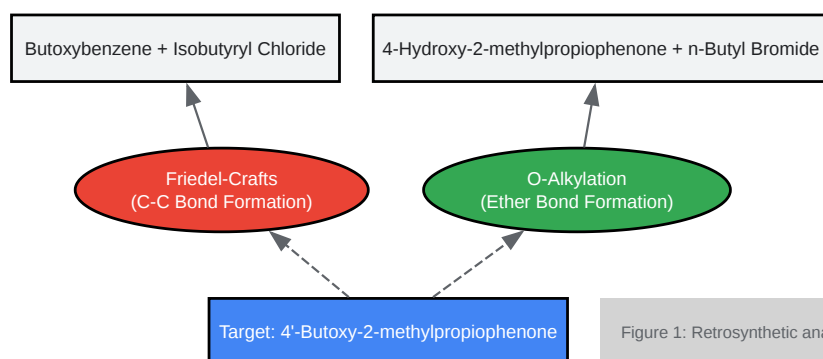 Butoxybenzene + Isobutyryl Chloride
4-Hydroxy-2-methylpropiophenone + n-Butyl Bromide
Friedel-Crafts
(C-C Bond Formation)
O-Alkylation
(Ether Bond Formation)
Target: 4'-Butoxy-2-methylpropiophenone
Figure 1: Retrosynthetic